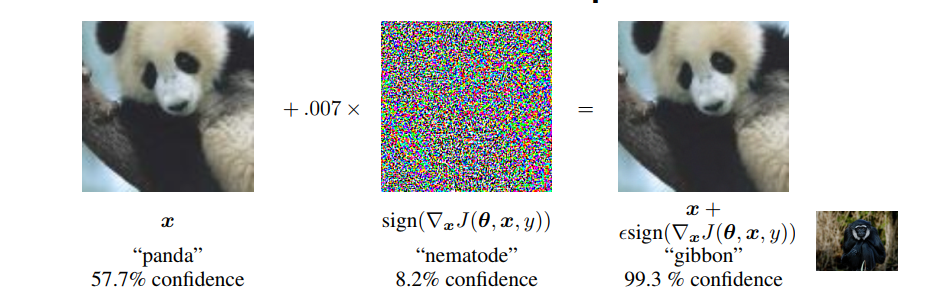 + .007 ×
=
x
sign(∇ₓJ(θ, x, y))
x +
ϵsign(∇ₓJ(θ, x, y))
“panda”
“nematode”
“gibbon”
57.7% confidence
8.2% confidence
99.3 % confidence